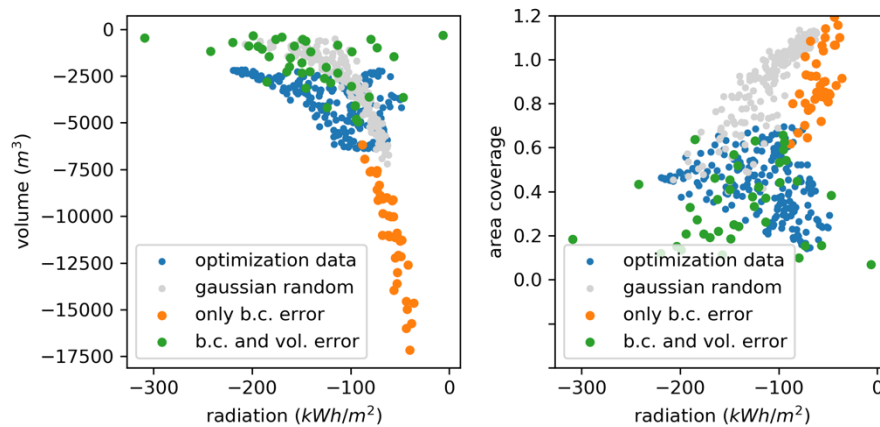 0
−2500
−5000
−7500
−10000
−12500
−15000
−17500
volume (m³)
optimization data
gaussian random
only b.c. error
b.c. and vol. error
−300
−200
−100
0
radiation (kWh/m²)
1.2
1.2
1.0
0.8
0.6
0.4
0.2
0.0
area coverage
optimization data
gaussian random
only b.c. error
b.c. and vol. error
−300
−200
−100
0
radiation (kWh/m²)